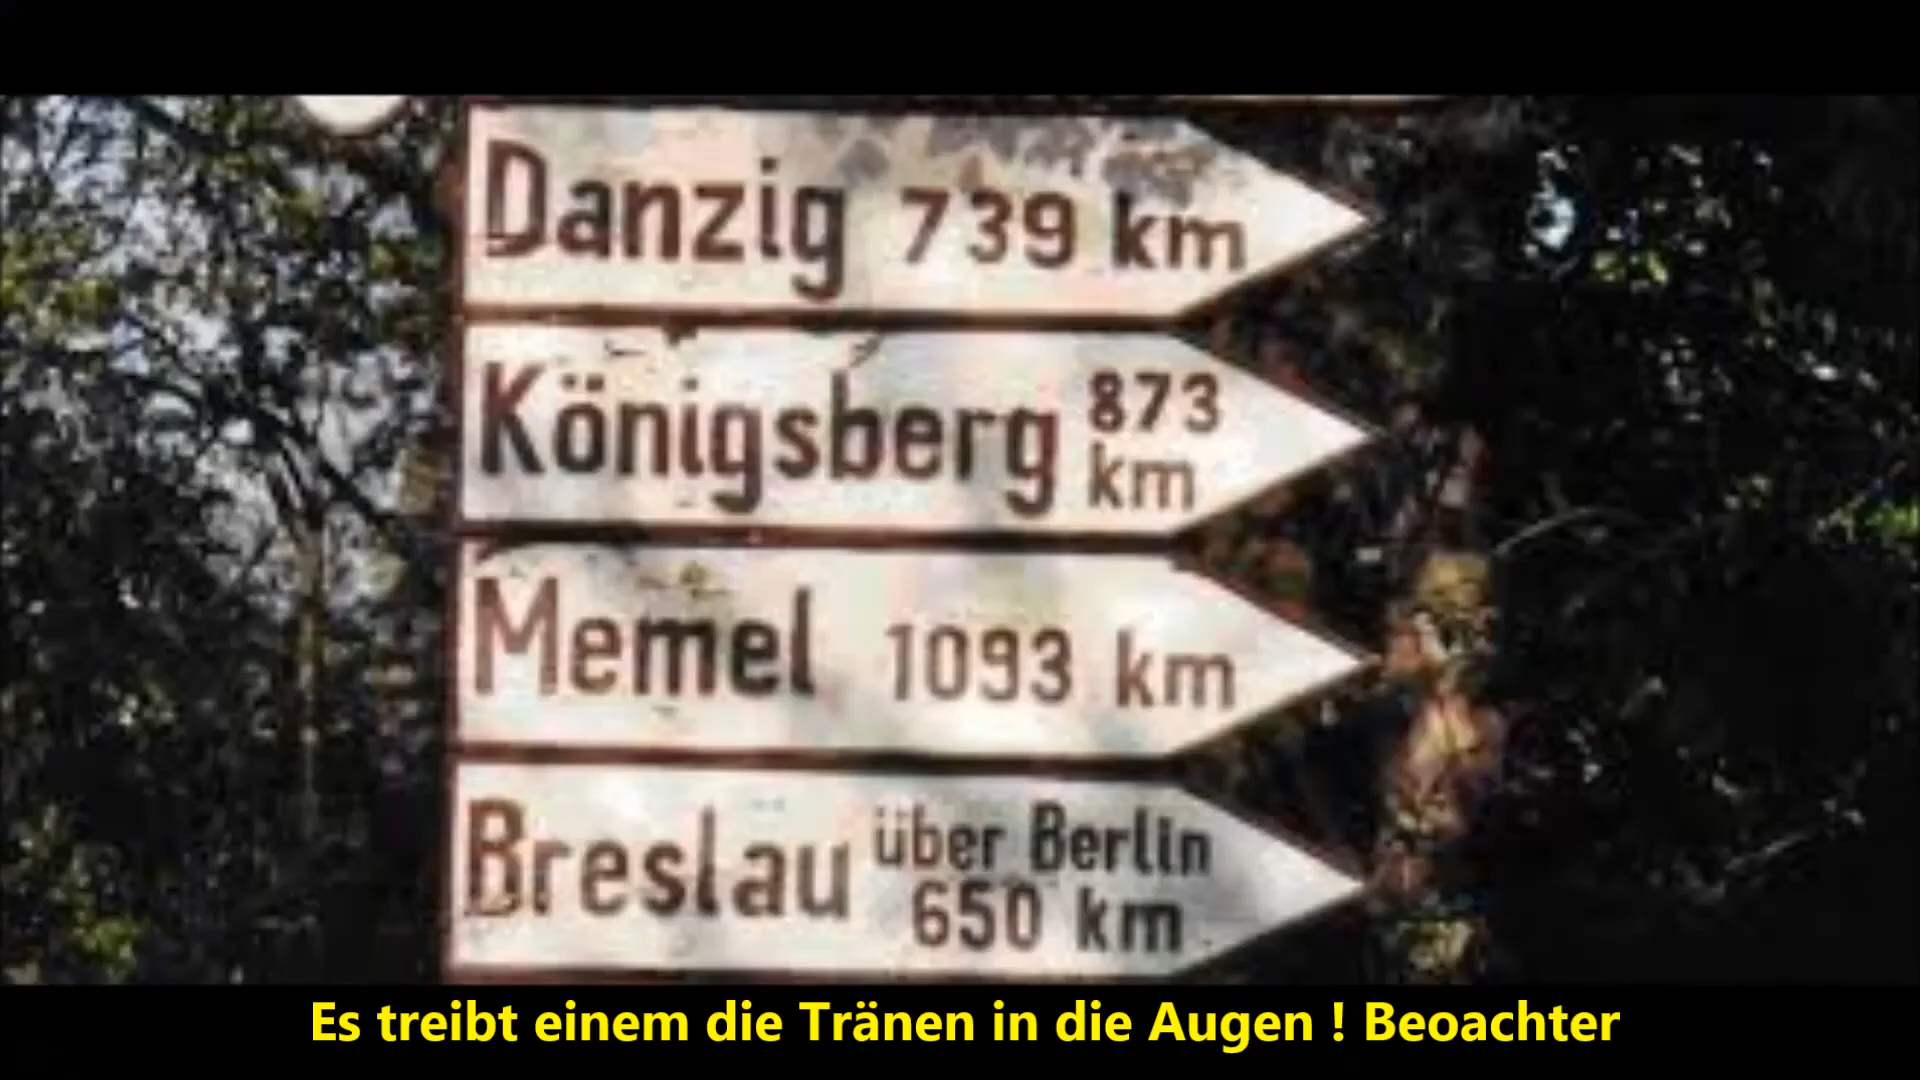 Danzig 739 km
Königsberg 873
km
Memel 1093 km
Breslau über Berlin
650 km
Es treibt einem die Tränen in die Augen ! Beoachter